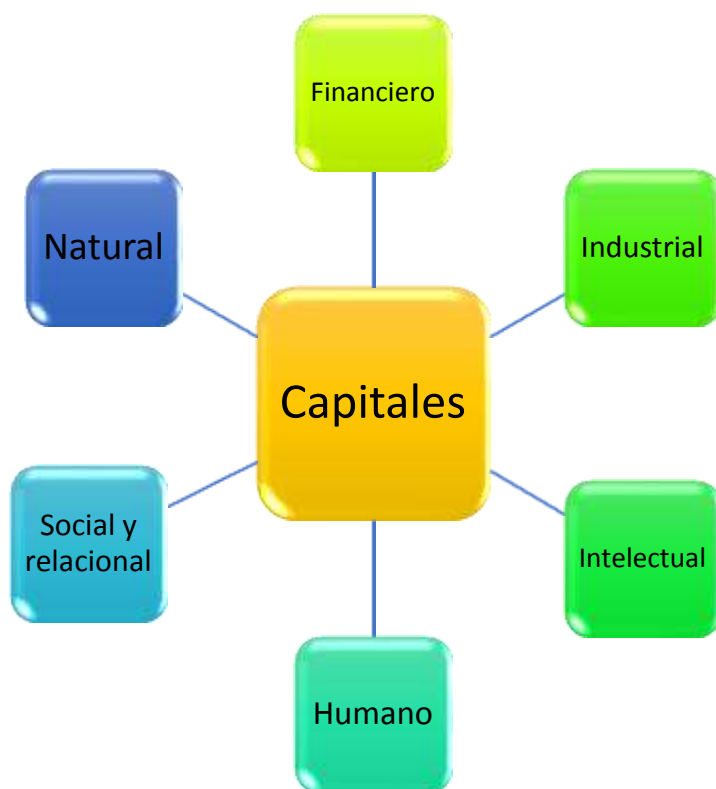 Financiero
Natural
Industrial
Capitales
Social y
relacional
Intelectual
Humano